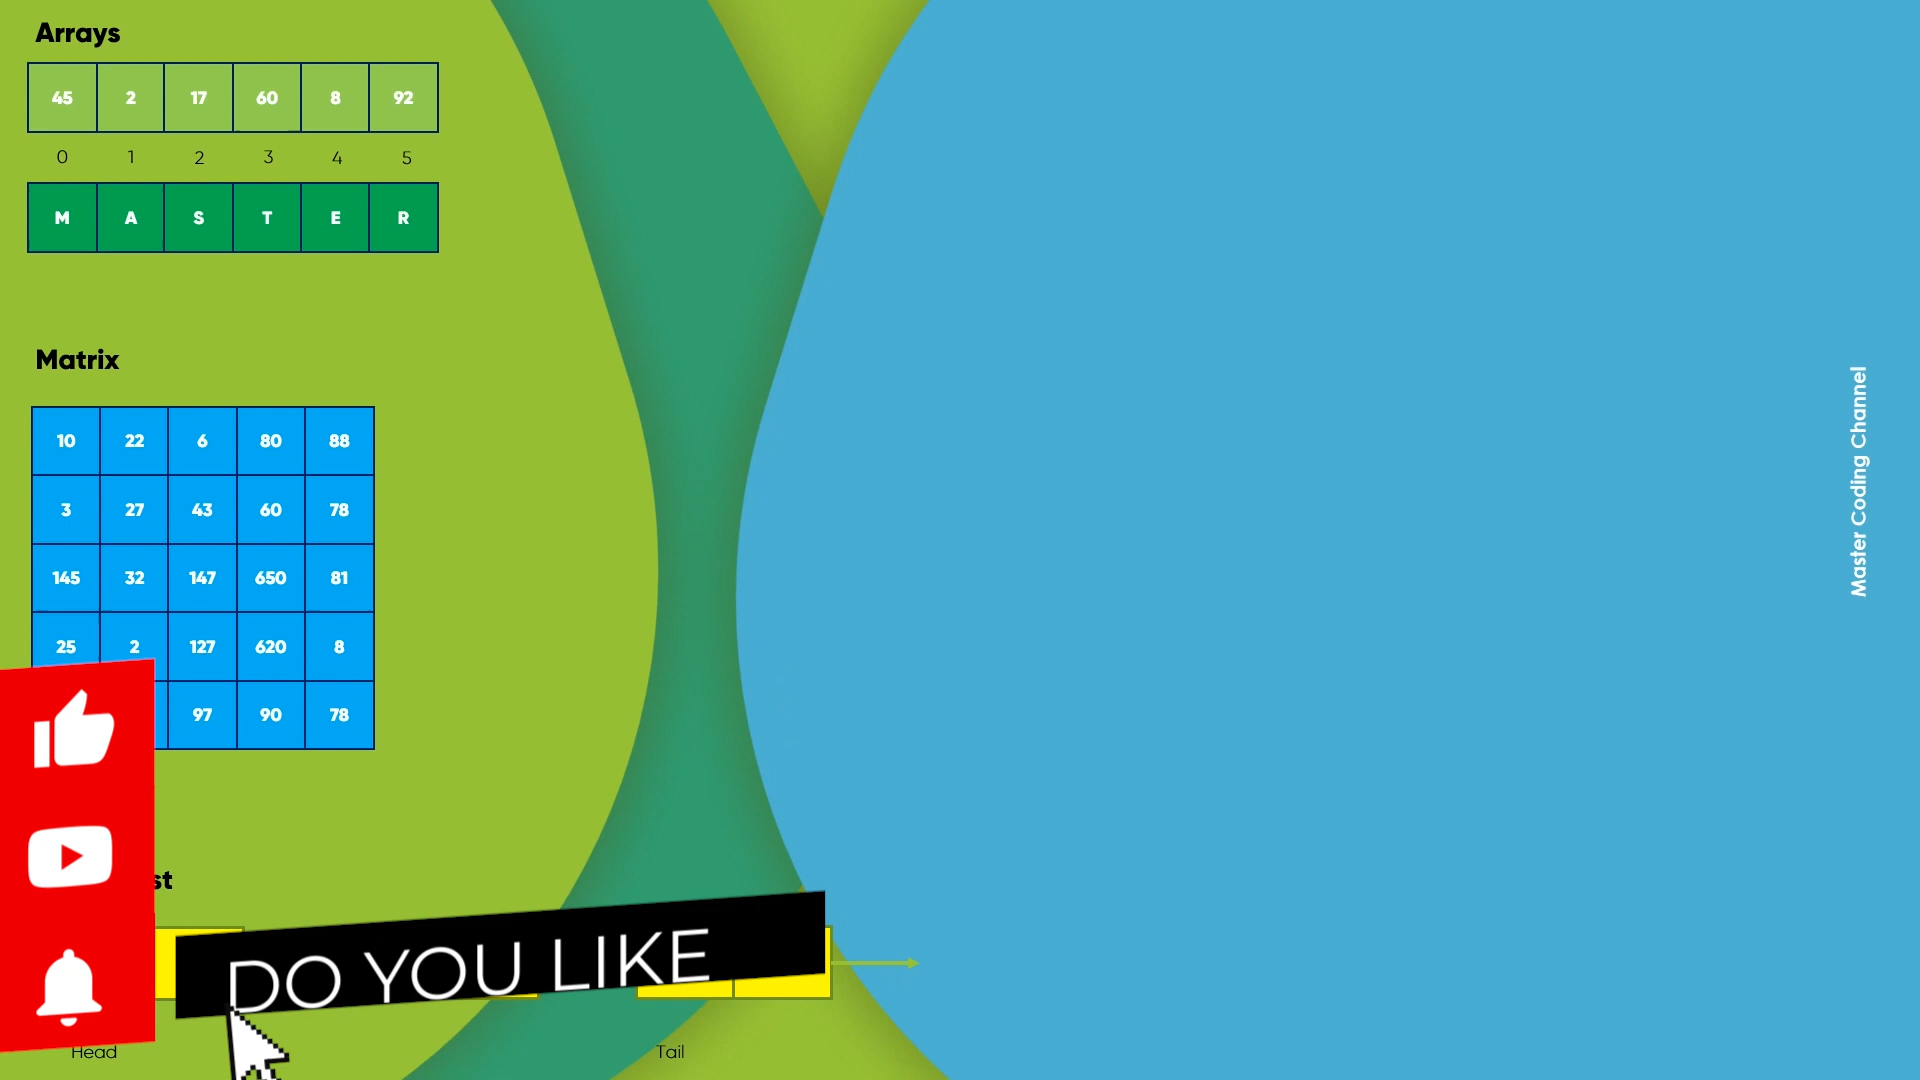 Arrays
45 2 17 60 8 92
0 1 2 3 4 5
M A S T E R
Matrix
10 22 6 80 88
3 27 43 60 78
145 32 147 650 81
25 2 127 620 8
97 90 78
st
DO YOU LIKE
Head
Tail
Master Coding Channel